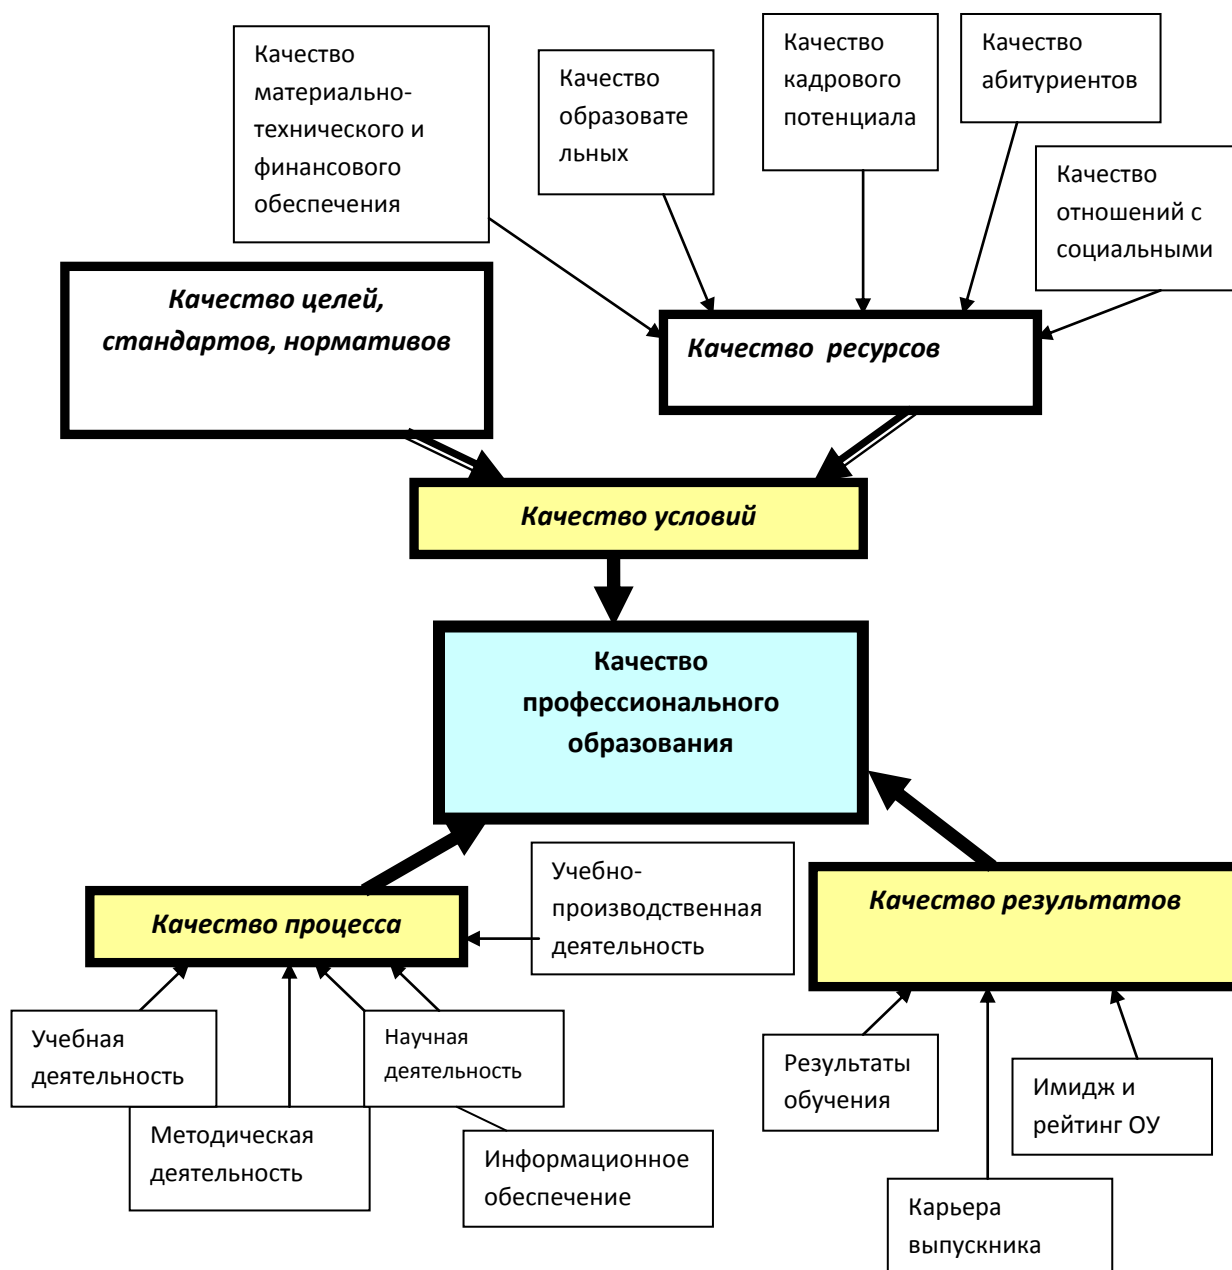 Качество
материально-
технического и
финансового
обеспечения
Качество
образовате
льных
Качество
кадрового
потенциала
Качество
абитуриентов
Качество
отношений с
социальными
Качество целей,
стандартов, нормативов
Качество ресурсов
Качество условий
Качество
профессионального
образования
Учебно-
производственная
деятельность
Качество процесса
Качество результатов
Учебная
деятельность
Научная
деятельность
Методическая
деятельность
Информационное
обеспечение
Результаты
обучения
Имидж и
рейтинг ОУ
Карьера
выпускника